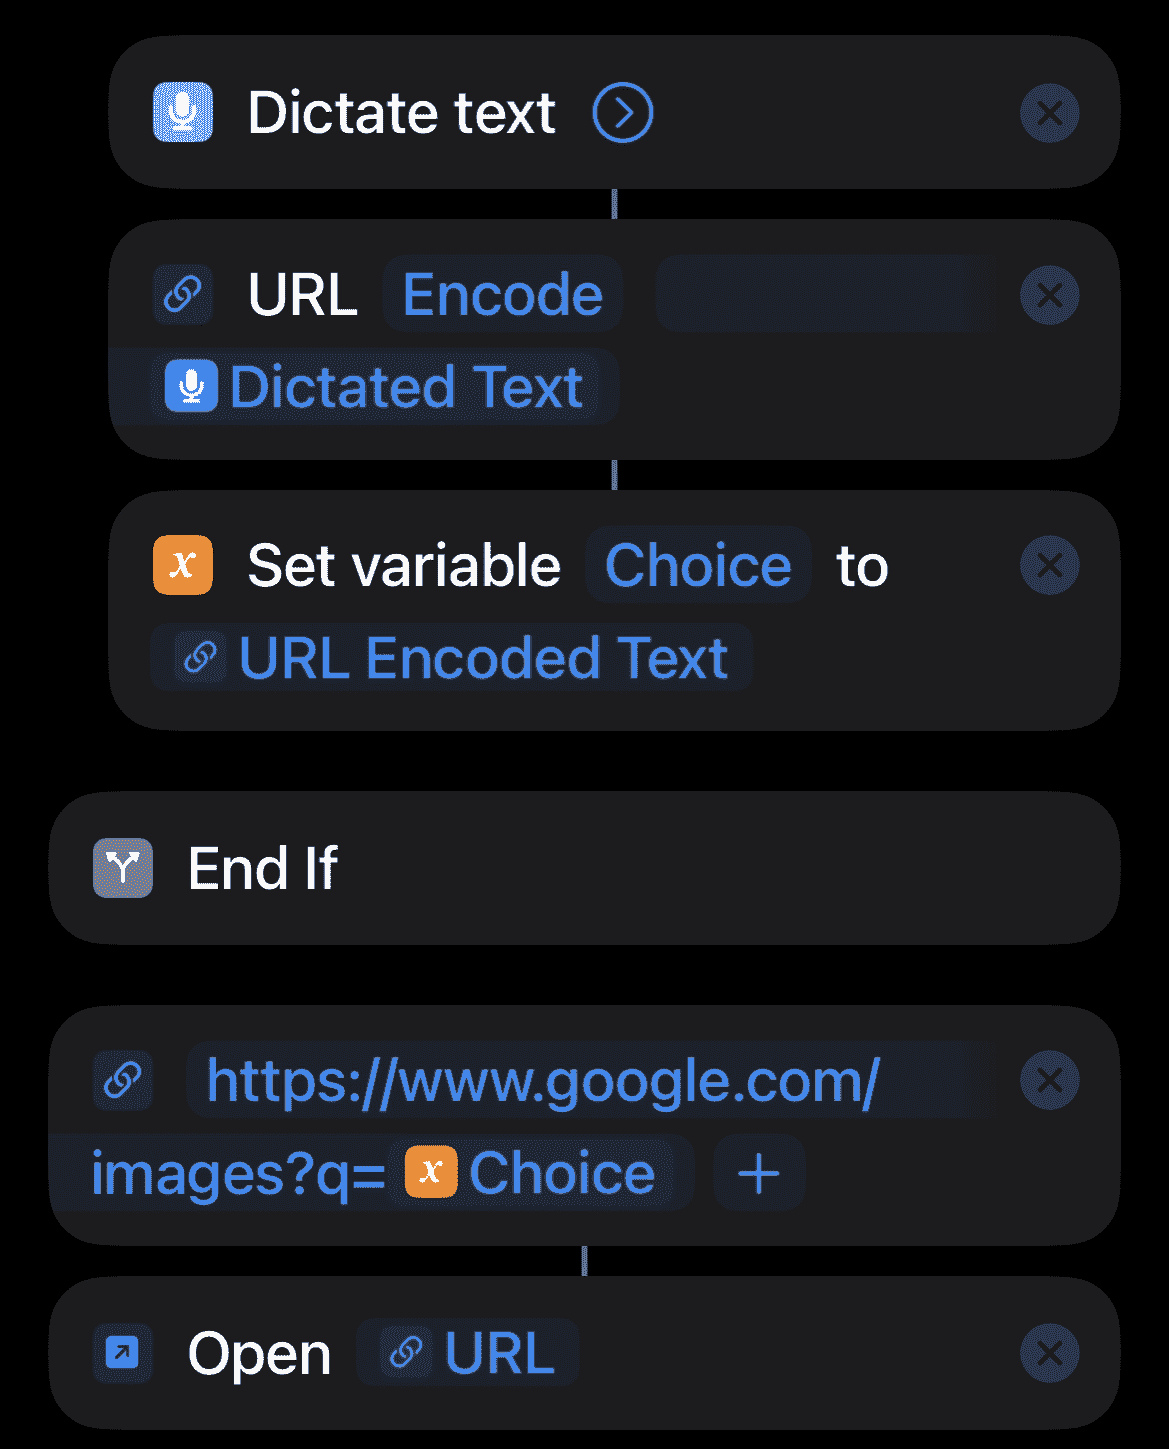 Dictate text
URL Encode
Dictated Text
Set variable Choice to
URL Encoded Text
End If
https://www.google.com/
images?q= x Choice +
Open URL